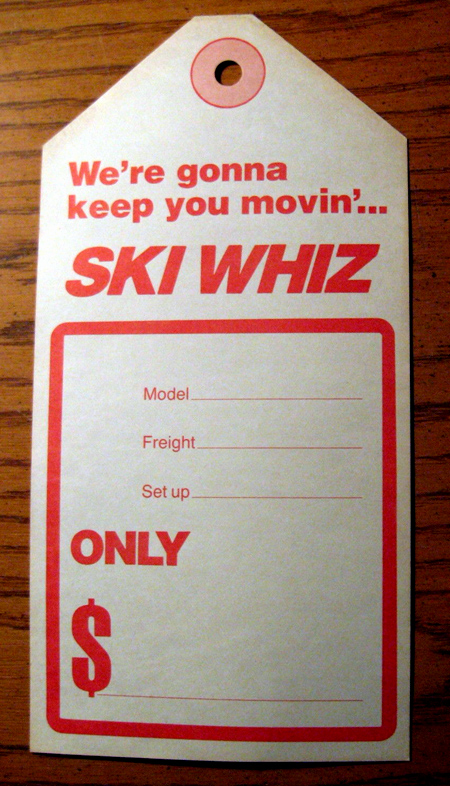 We're gonna
keep you movin'...
SKI WHIZ
Model
Freight
Set up
ONLY
$